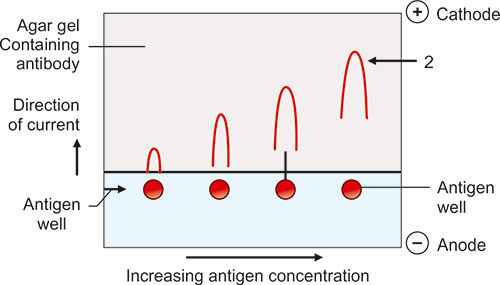 Agar gel
Containing
antibody
+ Cathode
2
Direction
of current
Antigen
well
Antigen
well
− Anode
Increasing antigen concentration